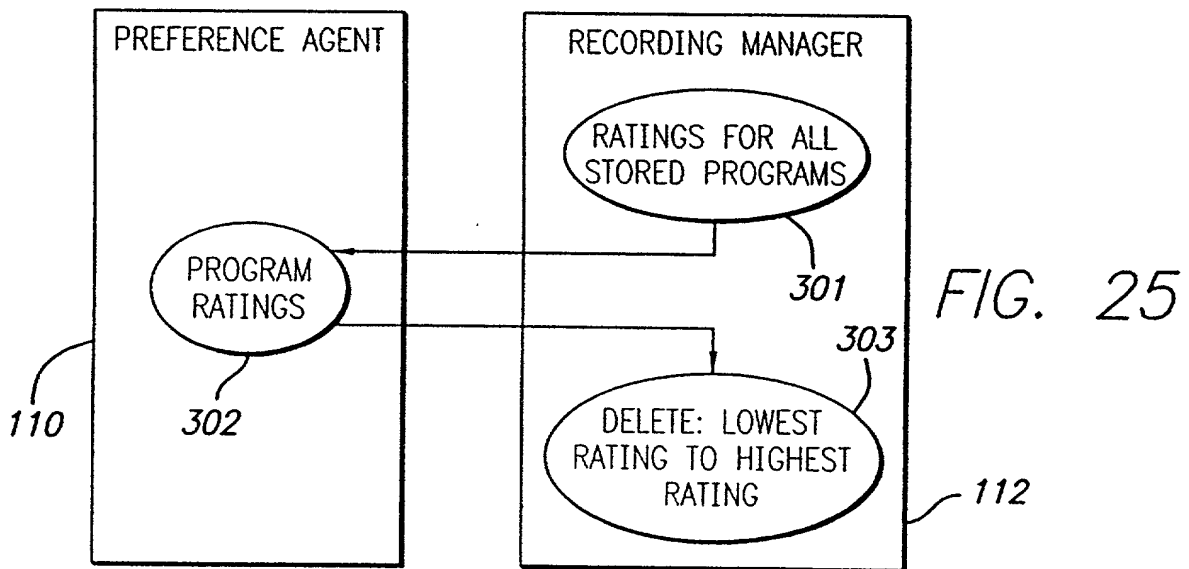 PREFERENCE AGENT
RECORDING MANAGER
RATINGS FOR ALL
STORED PROGRAMS
301
PROGRAM
RATINGS
302
110
303
DELETE: LOWEST
RATING TO HIGHEST
RATING
112
FIG. 25